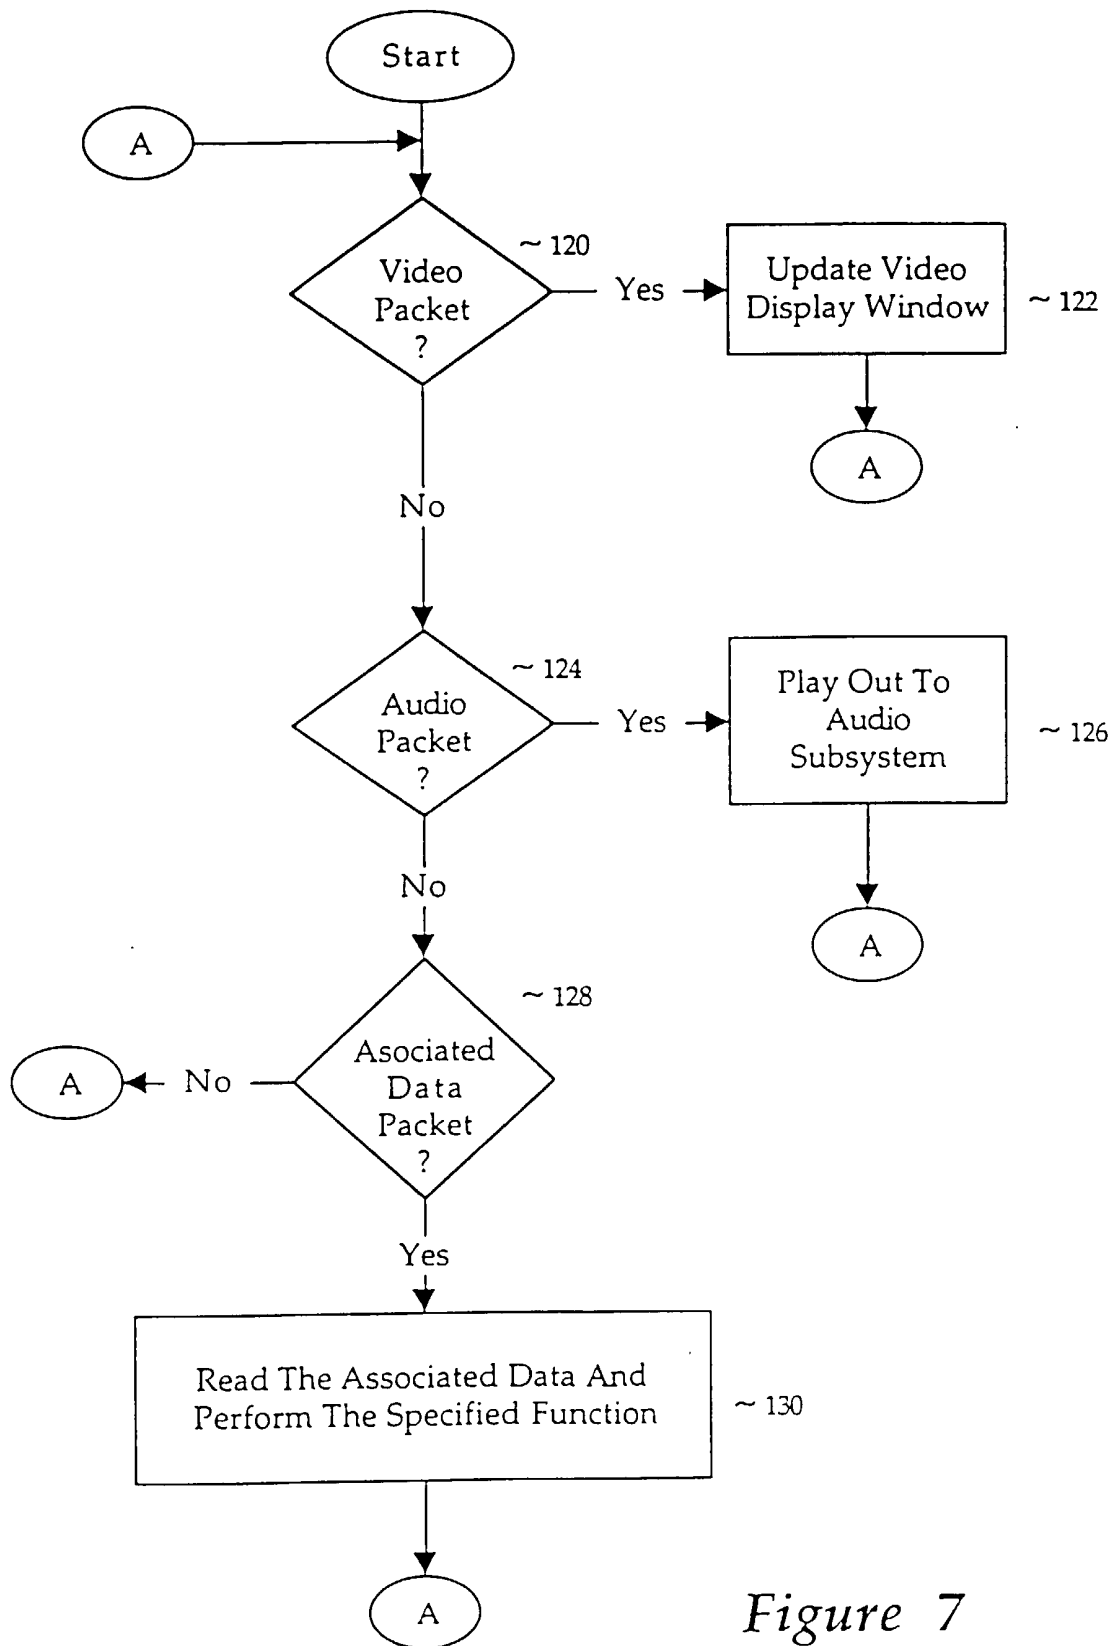 Start
A
~ 120
Video
Packet
?
Yes
Update Video
Display Window
~ 122
A
No
~ 124
Audio
Packet
?
Yes
Play Out To
Audio
Subsystem
~ 126
No
A
~ 128
Asociated
Data
Packet
?
No
A
Yes
Read The Associated Data And
Perform The Specified Function
~ 130
A
Figure 7